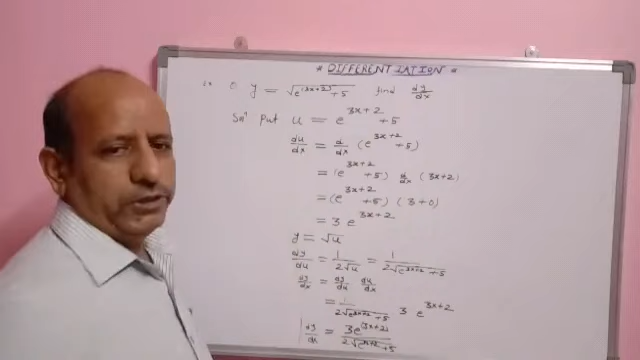 * DIFFERENTIATION *
y = √(e^(3x+2) + 5) find dy/dx
Solⁿ Put u = e^3x+2 + 5
du/dx = d/dx (e^3x+2 + 5)
= (e^3x+2 + 5) d/dx (3x+2)
= (e^3x+2 + 5) (3+0)
= 3 e^3x+2
y = √u
dy/du = 1/2√u = 1/2√(e^3x+2 + 5)
dy/dx = dy/du du/dx
= 1/2√(e^3x+2 + 5) 3 e^3x+2
dy/dx = 3e^(3x+2)/2√(e^3x+2 + 5)